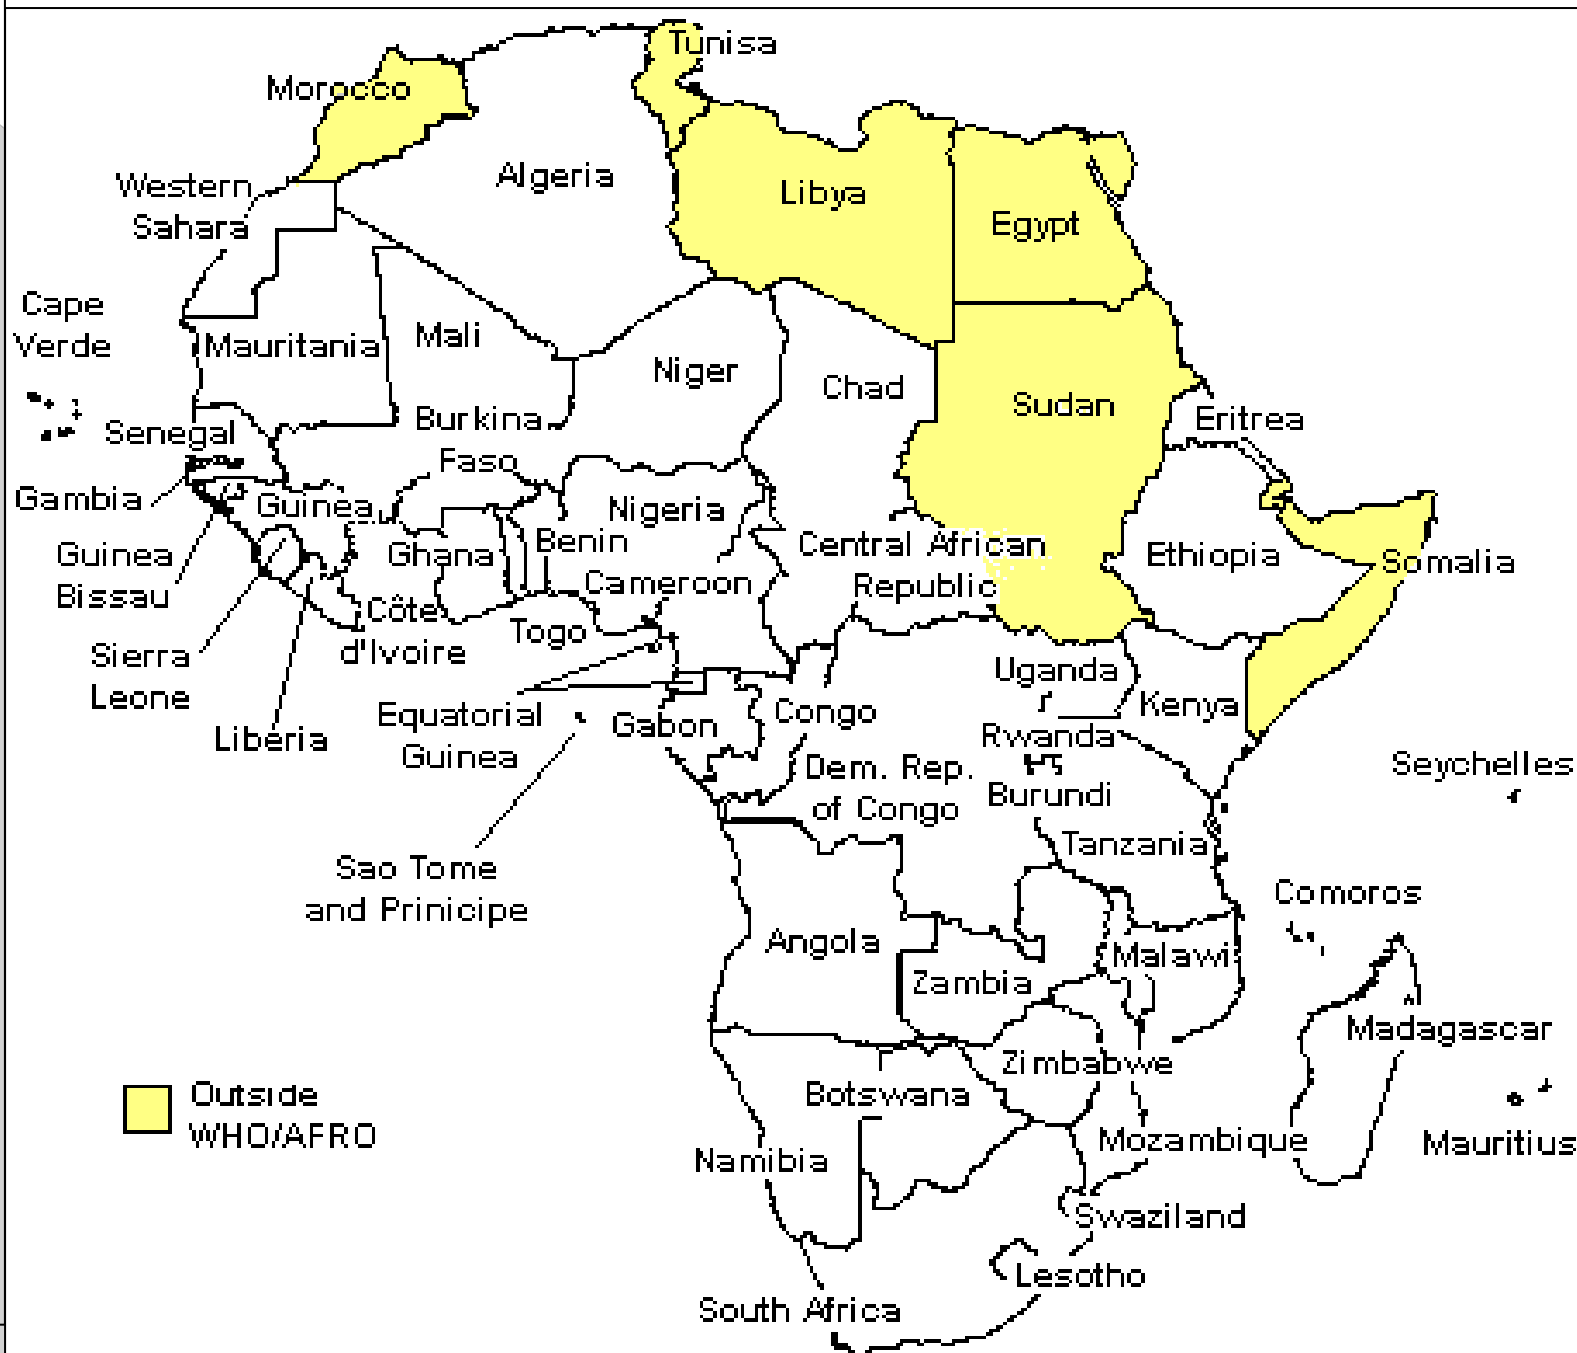 Tunisa
Morocco
Algeria
Western
Sahara
Libya
Egypt
Cape
Verde
Mauritania
Mali
Niger
Chad
Sudan
Eritrea
Burkina
Faso
Senegal
Gambia
Guinea
Nigeria
Guinea
Bissau
Ghana
Benin
Central African
Republic
Ethiopia
Somalia
Cameroon
Côte
d'Ivoire
Togo
Sierra
Leone
Liberia
Equatorial
Guinea
Gabon
Congo
Uganda
Kenya
Rwanda
Dem. Rep.
of Congo
Burundi
Seychelles
Tanzania
Sao Tome
and Prinicipe
Comoros
Angola
Malawi
Zambia
Madagascar
Zimbabwe
Botswana
Outside
WHO/AFRO
Mozambique
Mauritius
Namibia
Swaziland
Lesotho
South Africa